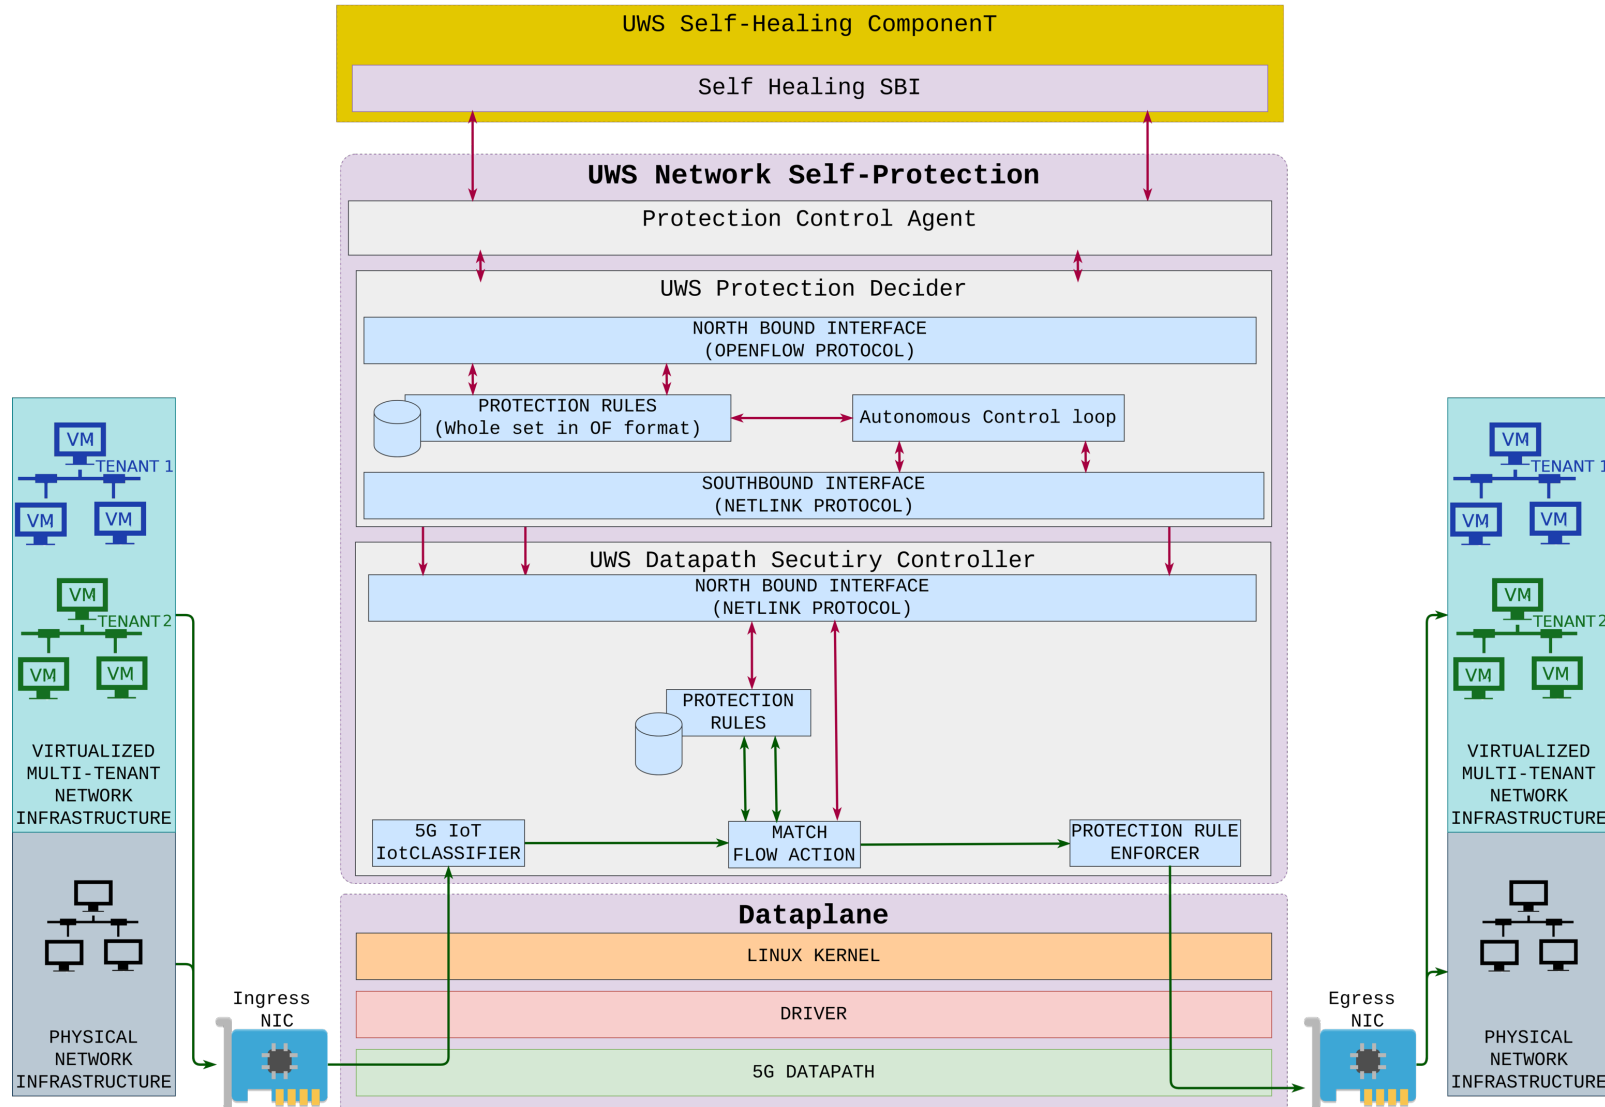 UWS Self-Healing ComponenT
Self Healing SBI
UWS Network Self-Protection
Protection Control Agent
UWS Protection Decider
NORTH BOUND INTERFACE
(OPENFLOW PROTOCOL)
PROTECTION RULES
(Whole set in OF format)
Autonomous Control loop
SOUTHBOUND INTERFACE
(NETLINK PROTOCOL)
UWS Datapath Secutiry Controller
NORTH BOUND INTERFACE
(NETLINK PROTOCOL)
PROTECTION
RULES
5G IoT
IotCLASSIFIER
MATCH
FLOW ACTION
PROTECTION RULE
ENFORCER
Dataplane
LINUX KERNEL
DRIVER
5G DATAPATH
VM
TENANT 1
VM
VM
VM
TENANT 2
VM
VM
VIRTUALIZED
MULTI-TENANT
NETWORK
INFRASTRUCTURE
PHYSICAL
NETWORK
INFRASTRUCTURE
Ingress
NIC
VM
TENANT 1
VM
VM
VM
TENANT 2
VM
VM
VIRTUALIZED
MULTI-TENANT
NETWORK
INFRASTRUCTURE
PHYSICAL
NETWORK
INFRASTRUCTURE
Egress
NIC